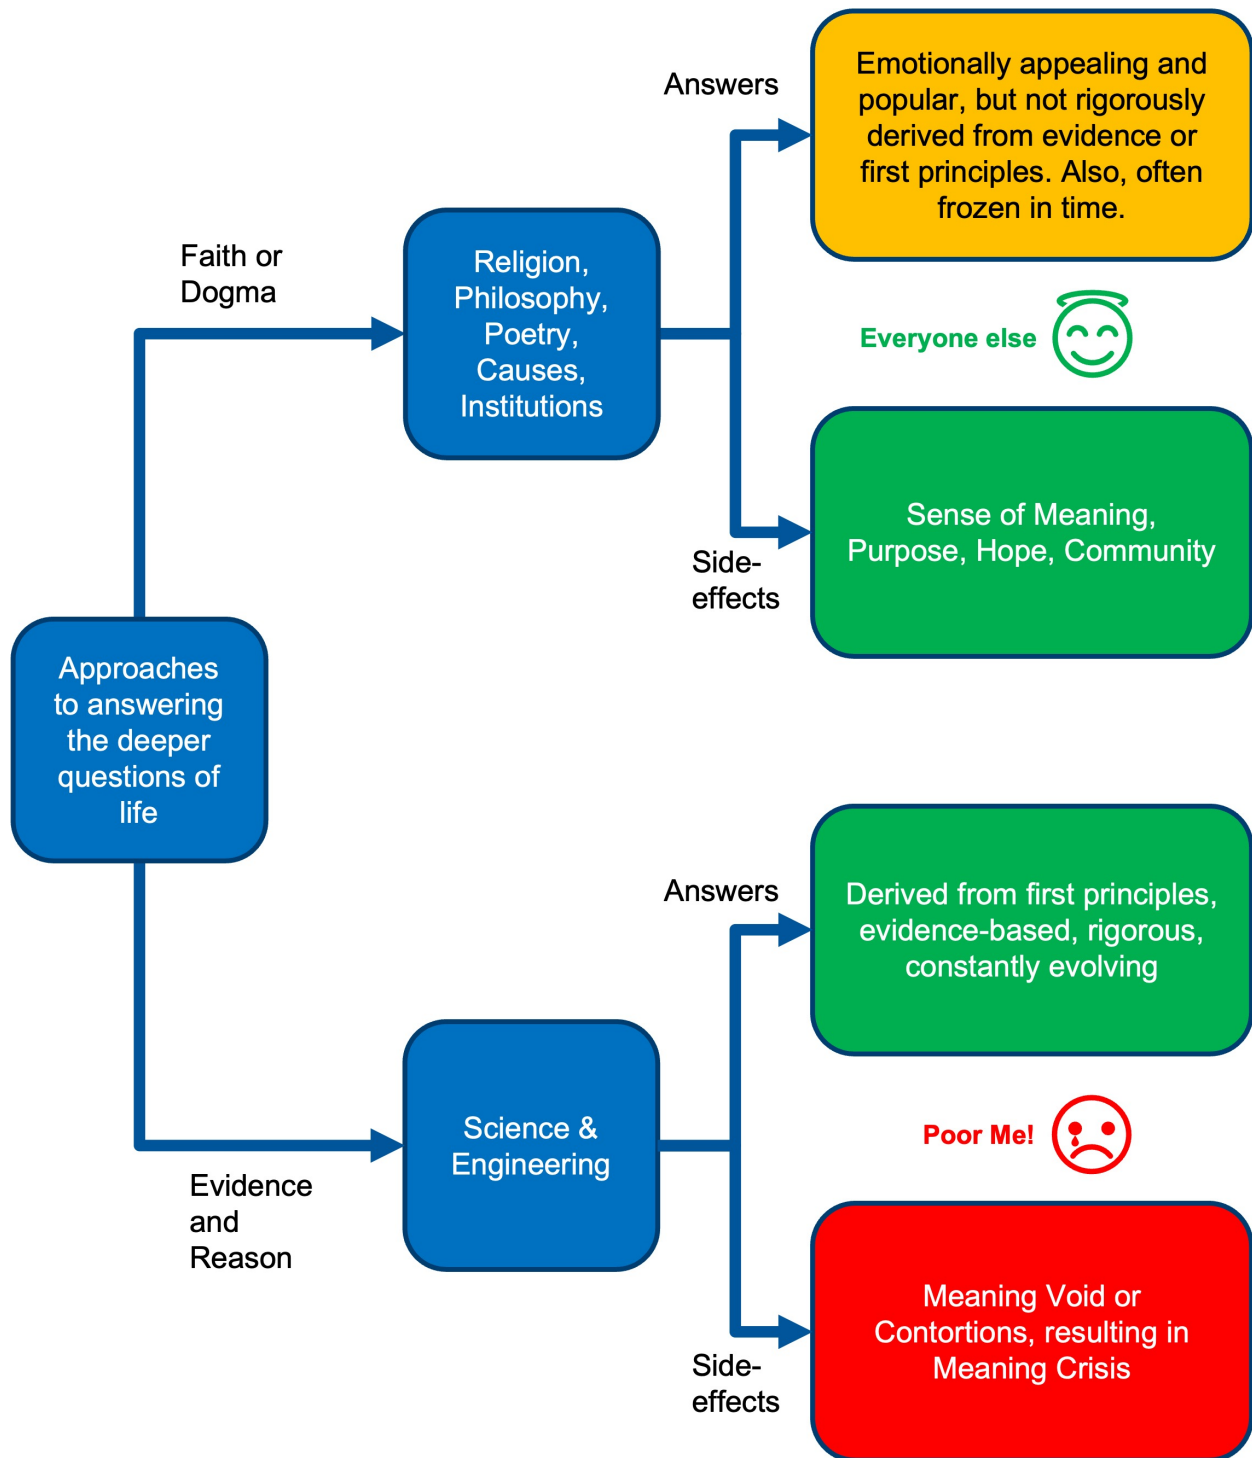 Answers
Emotionally appealing and
popular, but not rigorously
derived from evidence or
first principles. Also, often
frozen in time.
Faith or
Dogma
Religion,
Philosophy,
Poetry,
Causes,
Institutions
Everyone else
Sense of Meaning,
Purpose, Hope, Community
Side-
effects
Approaches
to answering
the deeper
questions of
life
Answers
Derived from first principles,
evidence-based, rigorous,
constantly evolving
Science &
Engineering
Poor Me!
Evidence
and
Reason
Meaning Void or
Contortions, resulting in
Meaning Crisis
Side-
effects